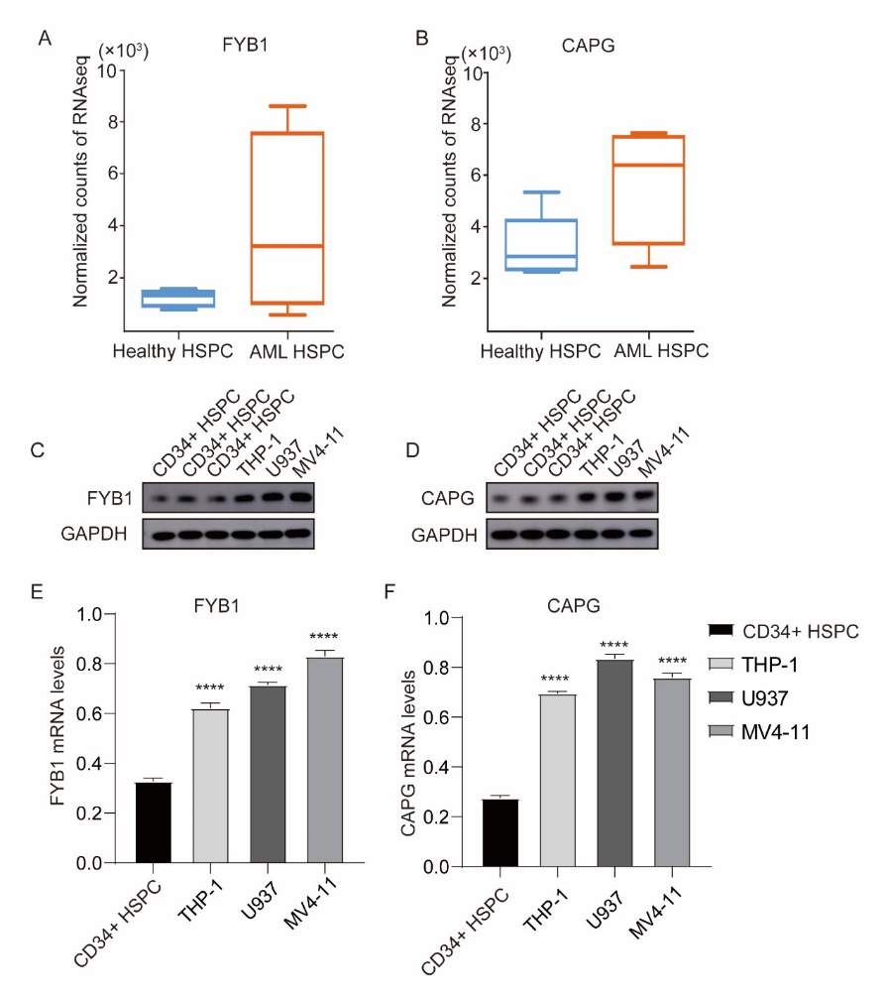 A
FYB1
(×10³)
Normalized counts of RNAseq
10
8
6
4
2
Healthy HSPC
AML HSPC
B
CAPG
(×10³)
Normalized counts of RNAseq
10
8
6
4
2
Healthy HSPC
AML HSPC
C
CD34+ HSPC
CD34+ HSPC
CD34+ HSPC
THP-1
U937
MV4-11
FYB1
GAPDH
D
CD34+ HSPC
CD34+ HSPC
CD34+ HSPC
THP-1
U937
MV4-11
CAPG
GAPDH
E
FYB1
FYB1 mRNA levels
1.0
0.8
0.6
0.4
0.2
0.0
****
****
****
CD34+ HSPC
THP-1
U937
MV4-11
F
CAPG
CAPG mRNA levels
1.0
0.8
0.6
0.4
0.2
0.0
****
****
****
CD34+ HSPC
THP-1
U937
MV4-11
CD34+ HSPC
THP-1
U937
MV4-11